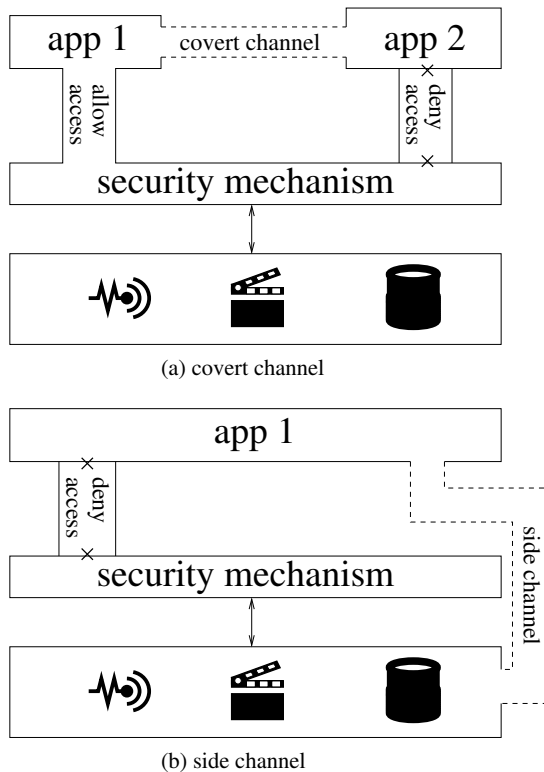 app 1
covert channel
app 2
allow
access
deny
access
security mechanism
(a) covert channel
app 1
deny
access
side channel
security mechanism
(b) side channel